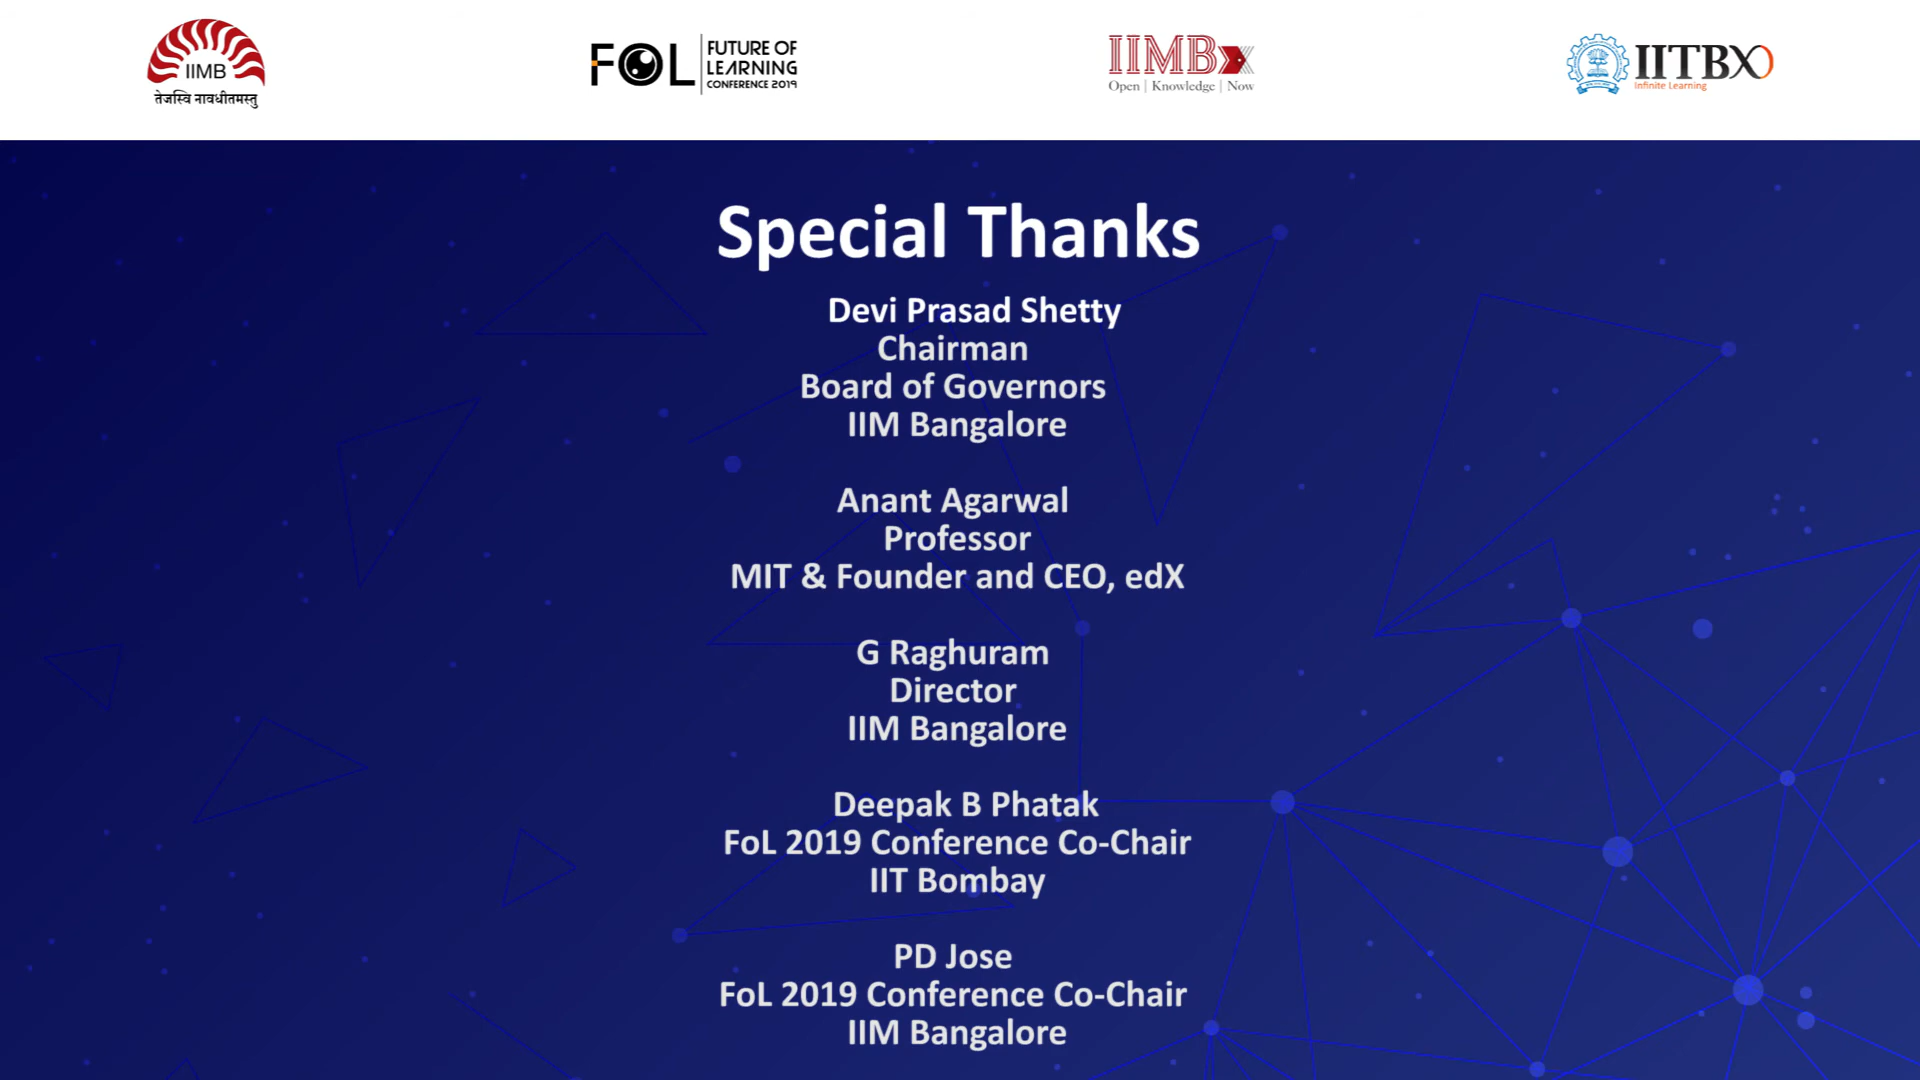 IIMB
तेजस्वि नावधीतमस्तु
FOL
FUTURE OF
LEARNING
CONFERENCE 2019
IIMBx
Open | Knowledge | Now
IITBX
Infinite Learning
Special Thanks
Devi Prasad Shetty
Chairman
Board of Governors
IIM Bangalore
Anant Agarwal
Professor
MIT & Founder and CEO, edX
G Raghuram
Director
IIM Bangalore
Deepak B Phatak
FoL 2019 Conference Co-Chair
IIT Bombay
PD Jose
FoL 2019 Conference Co-Chair
IIM Bangalore